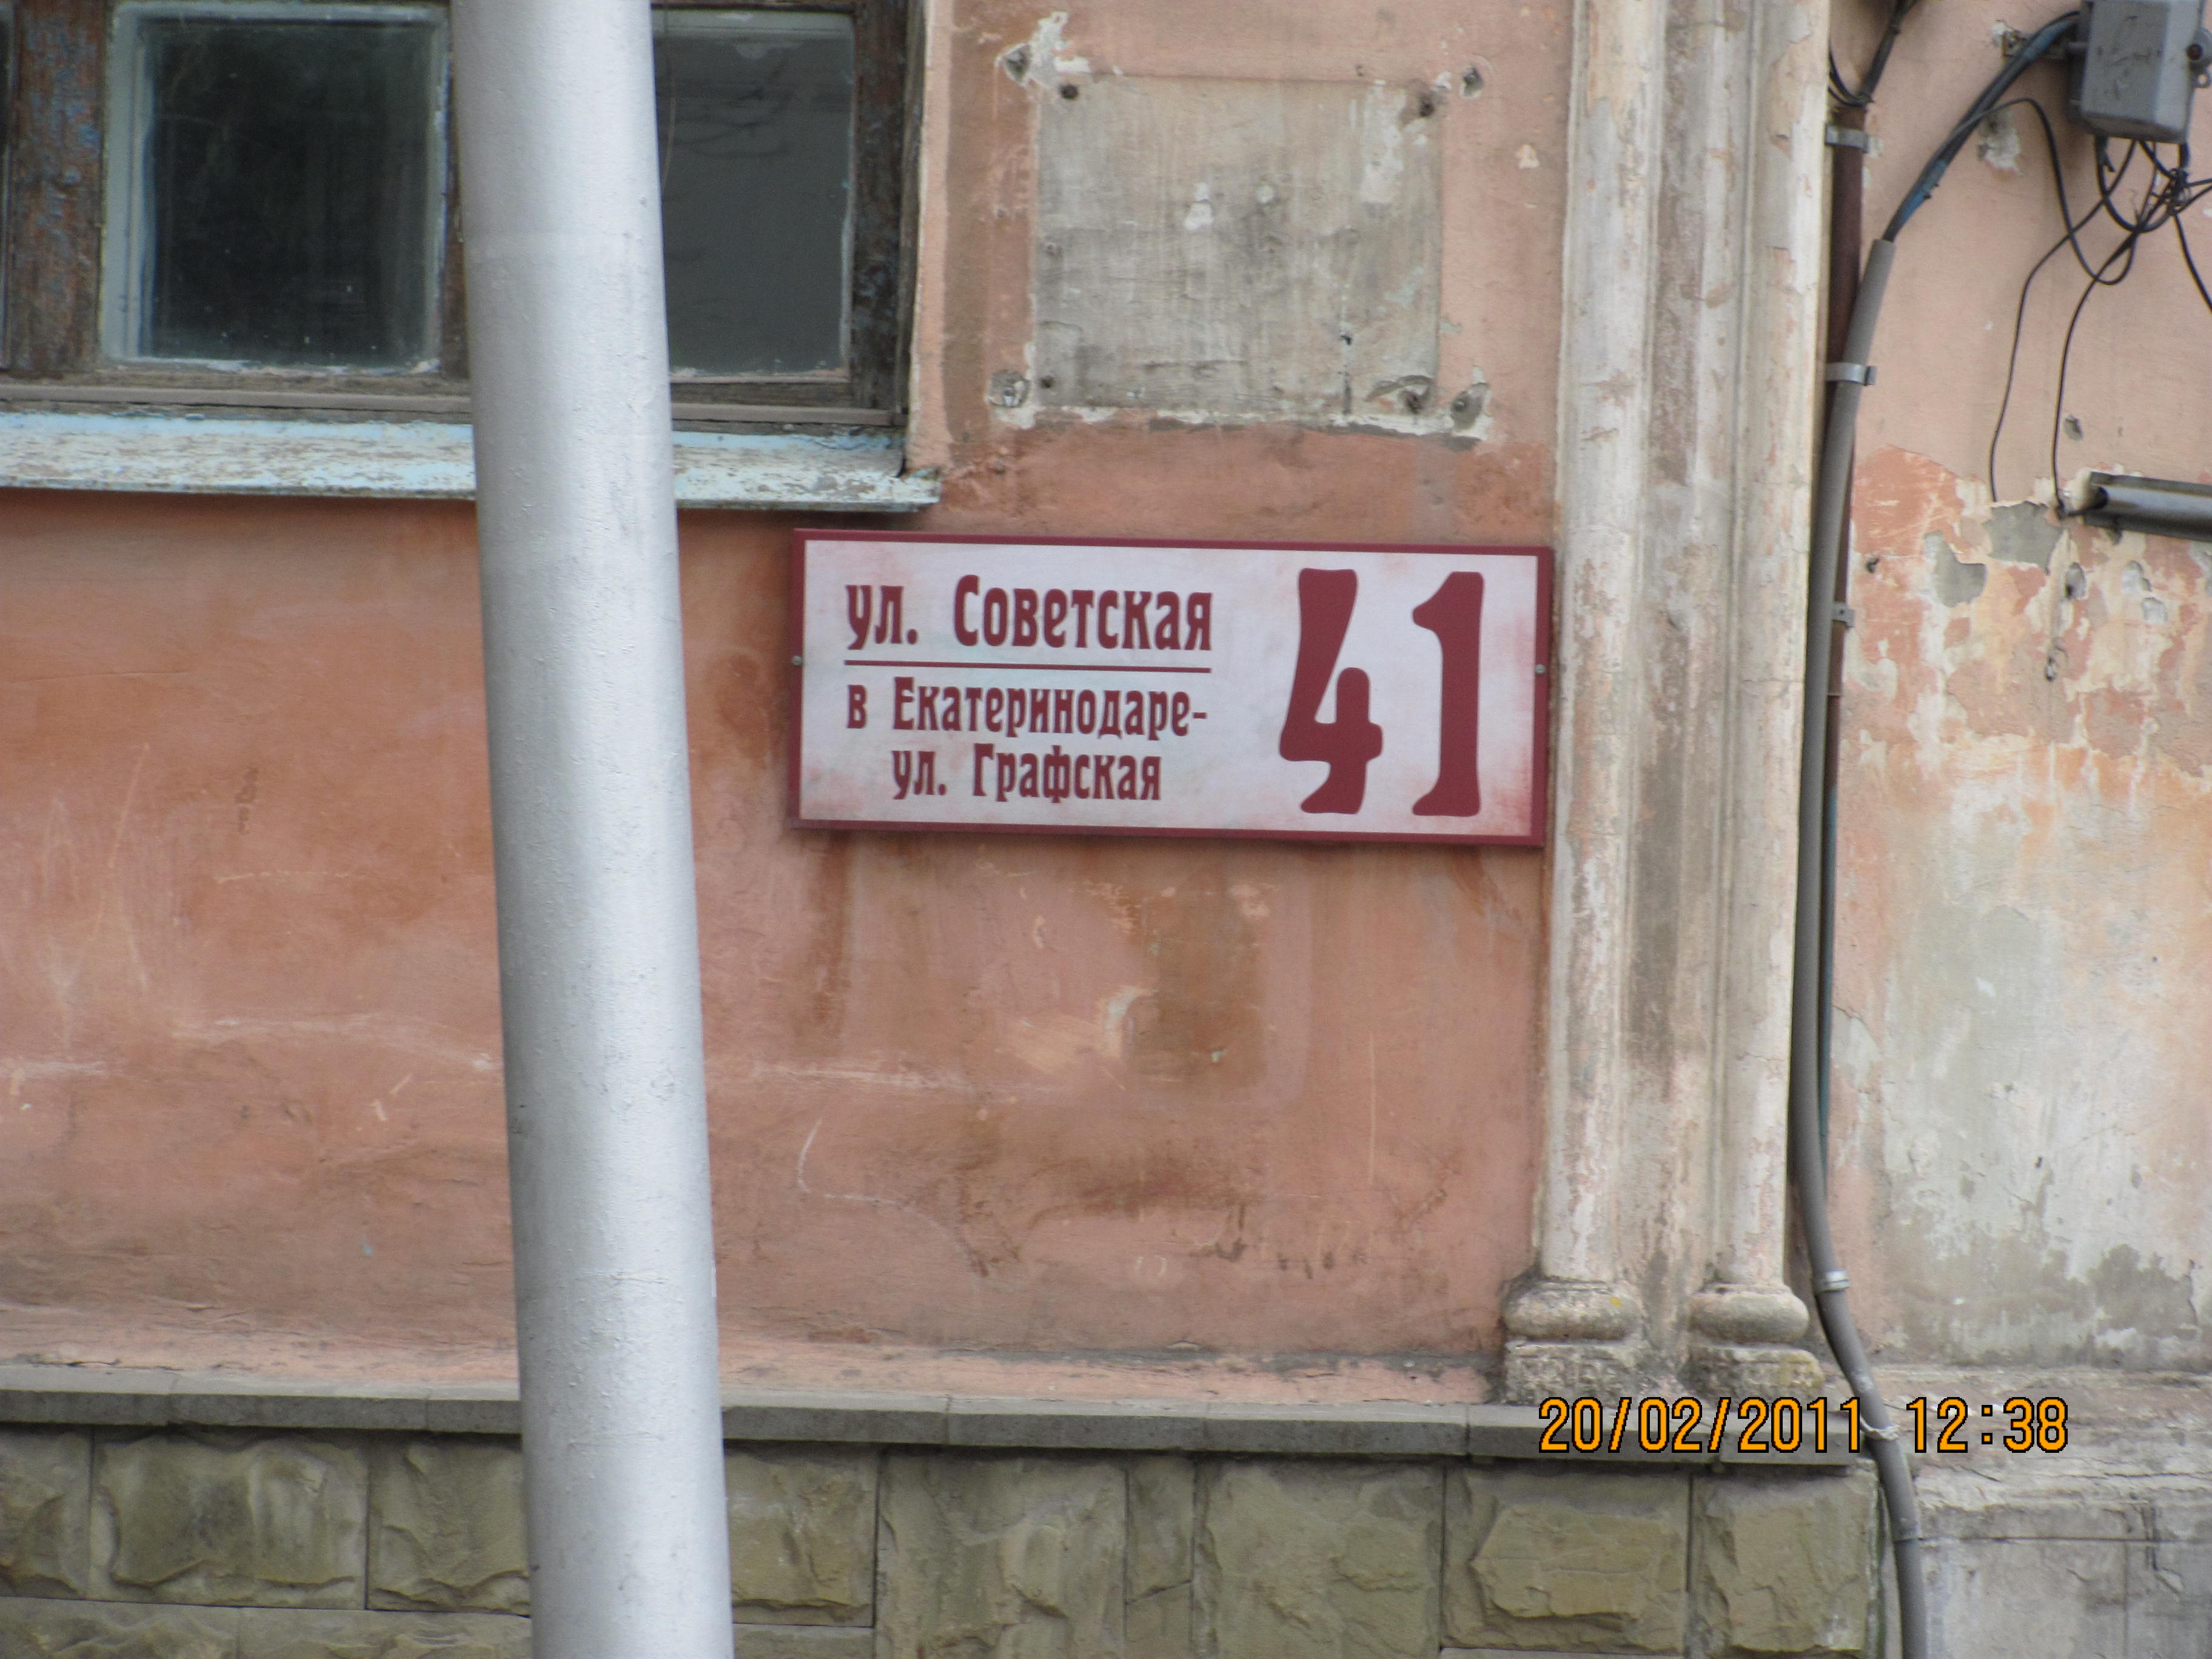 ул. Советская
в Екатеринодаре-
ул. Графская
41
20/02/2011 12:38